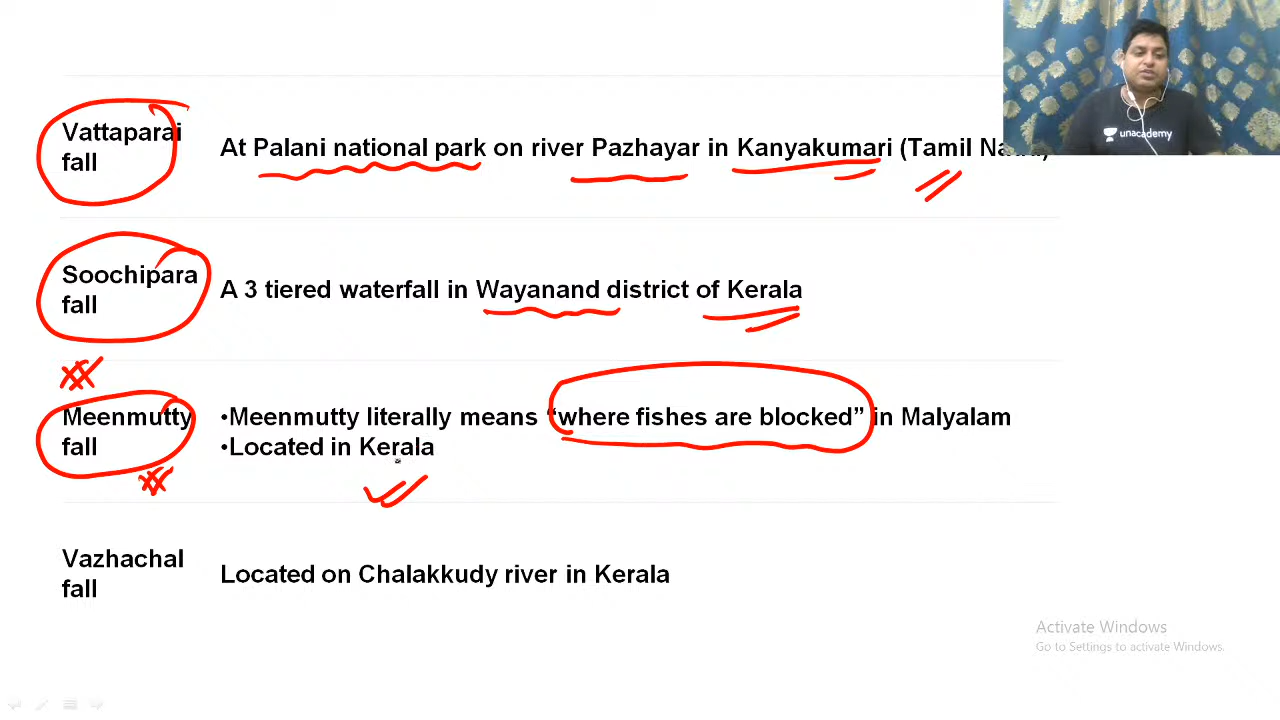 Vattaparai
fall
At Palani national park on river Pazhayar in Kanyakumari (Tamil
unacademy
Soochipara
fall
A 3 tiered waterfall in Wayanand district of Kerala
Meenmutty
fall
•Meenmutty literally means “where fishes are blocked” in Malyalam
•Located in Kerala
Vazhachal
fall
Located on Chalakkudy river in Kerala
Activate Windows
Go to Settings to activate Windows.